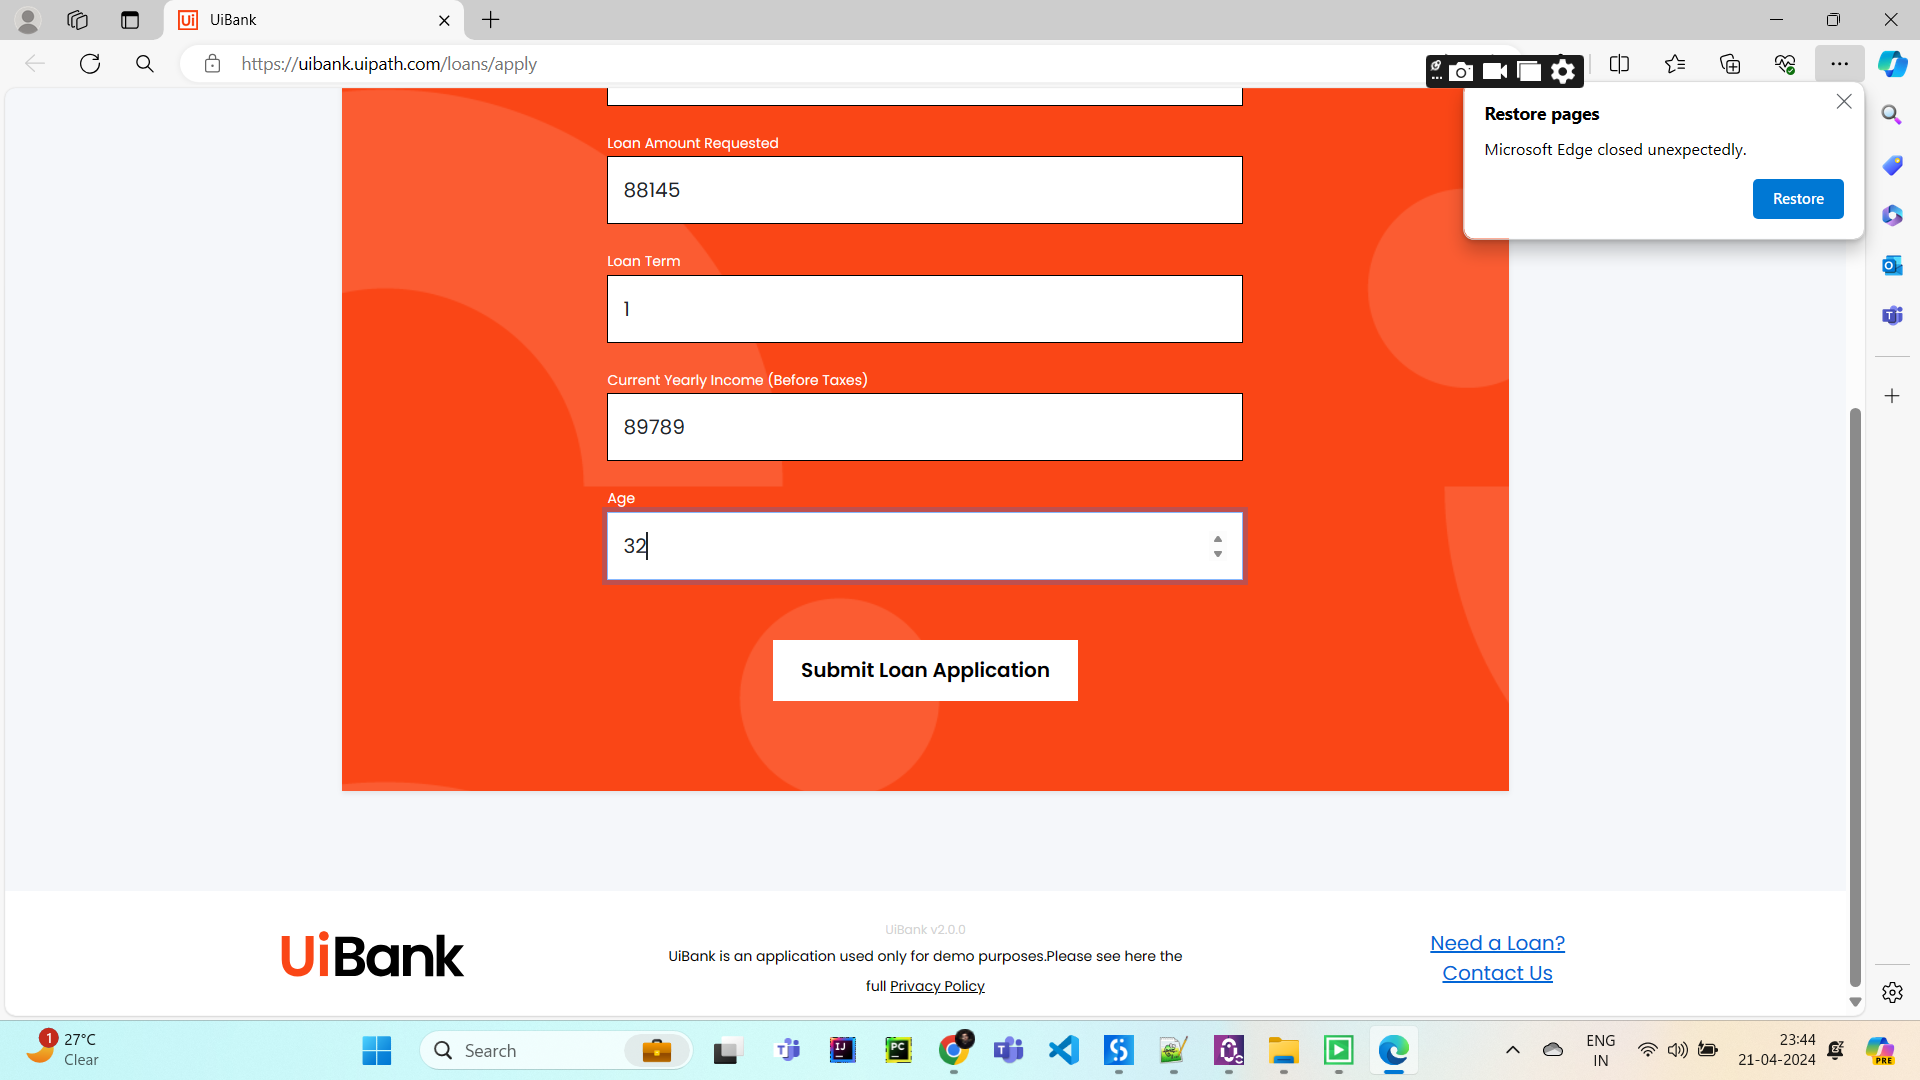 UiBank
https://uibank.uipath.com/loans/apply
Restore pages
Microsoft Edge closed unexpectedly.
Restore
Loan Amount Requested
88145
Loan Term
1
Current Yearly Income (Before Taxes)
89789
Age
32
Submit Loan Application
UiBank
UiBank v2.0.0
UiBank is an application used only for demo purposes.Please see here the
full Privacy Policy
Need a Loan?
Contact Us
1
27°C
Clear
Search
ENG
IN
23:44
21-04-2024
PRE